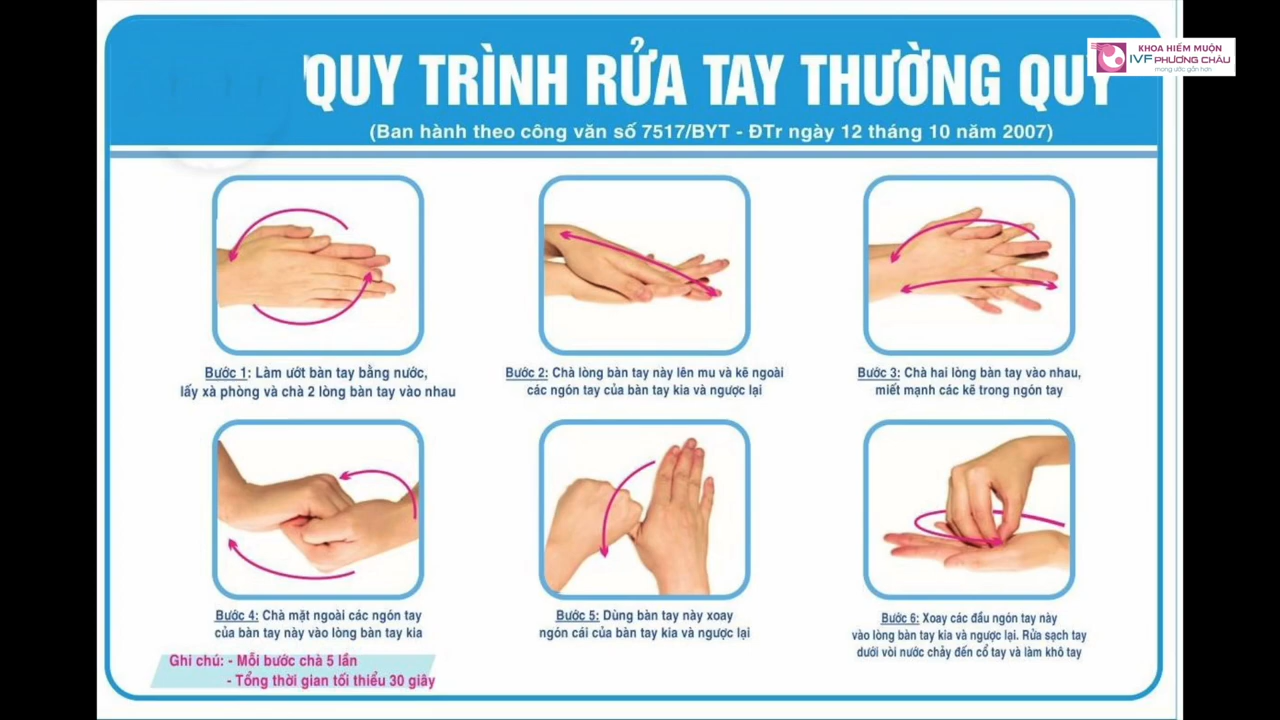 QUY TRÌNH RỬA TAY THƯỜNG QUY
KHOA HIẾM MUỘN
IVF PHƯƠNG CHÂU
mong ước gần hơn
(Ban hành theo công văn số 7517/BYT - ĐTr ngày 12 tháng 10 năm 2007)
Bước 1: Làm ướt bàn tay bằng nước,
lấy xà phòng và chà 2 lòng bàn tay vào nhau
Bước 2: Chà lòng bàn tay này lên mu và kẽ ngoài
các ngón tay của bàn tay kia và ngược lại
Bước 3: Chà hai lòng bàn tay vào nhau,
miết mạnh các kẽ trong ngón tay
Bước 4: Chà mặt ngoài các ngón tay
của bàn tay này vào lòng bàn tay kia
Bước 5: Dùng bàn tay này xoay
ngón cái của bàn tay kia và ngược lại
Bước 6: Xoay các đầu ngón tay này
vào lòng bàn tay kia và ngược lại. Rửa sạch tay
dưới vòi nước chảy đến cổ tay và làm khô tay
Ghi chú: - Mỗi bước chà 5 lần
- Tổng thời gian tối thiểu 30 giây